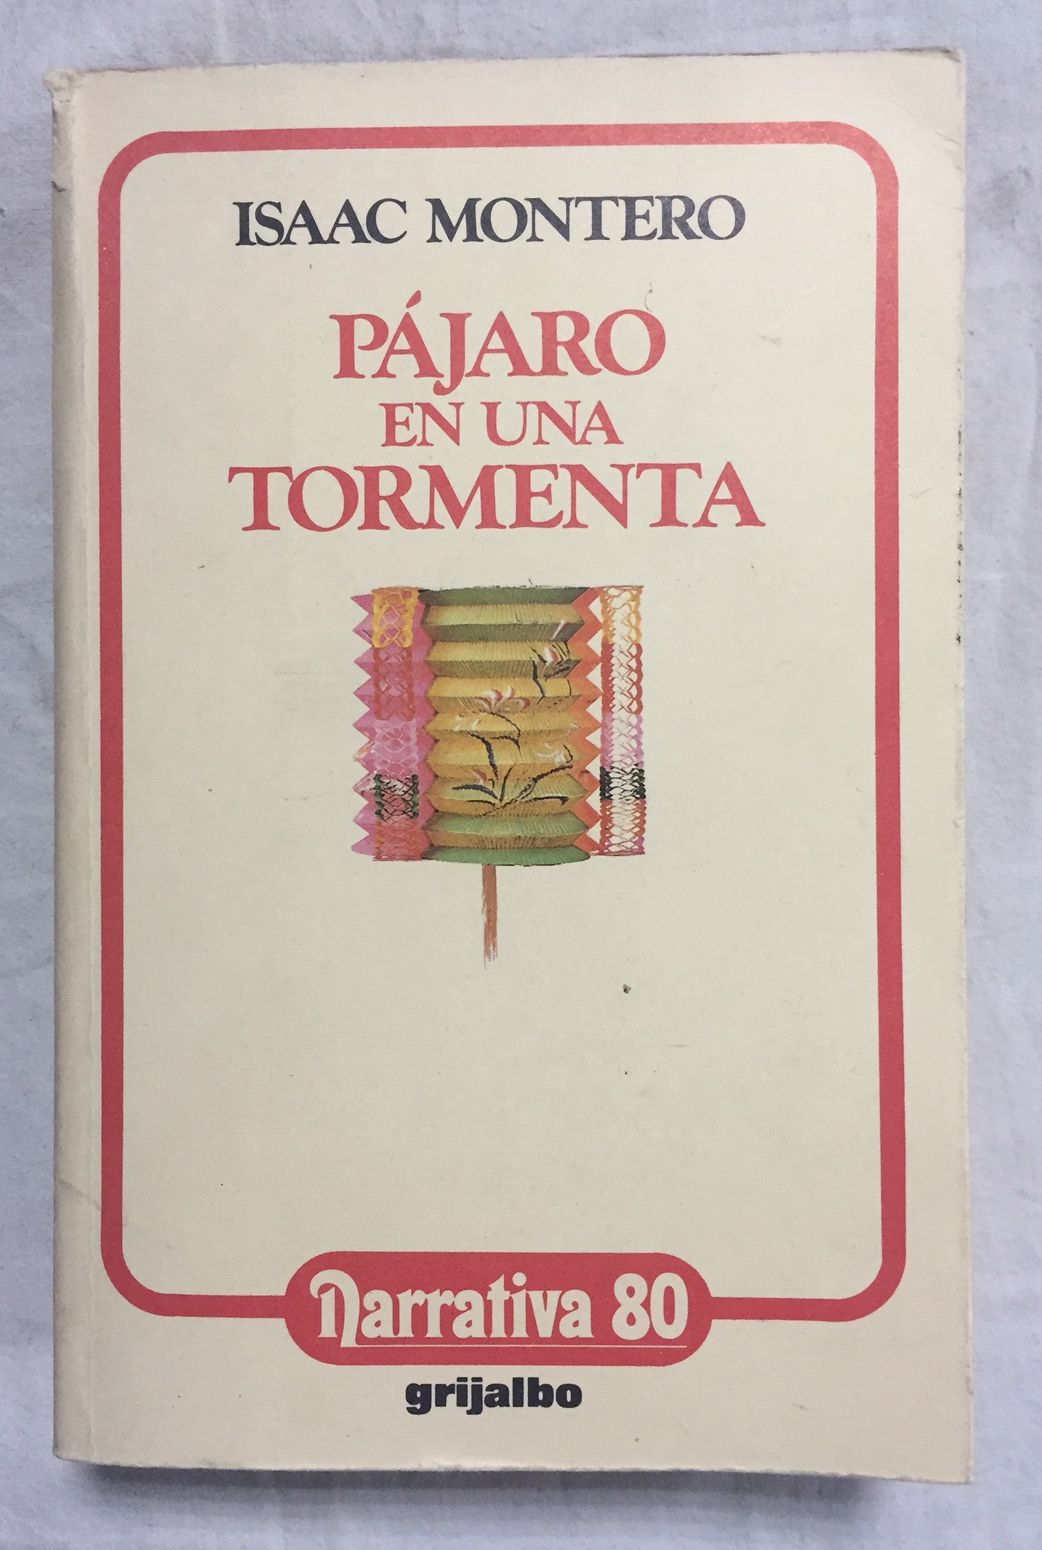 ISAAC MONTERO
PÁJARO
EN UNA
TORMENTA
Narrativa 80
grijalbo